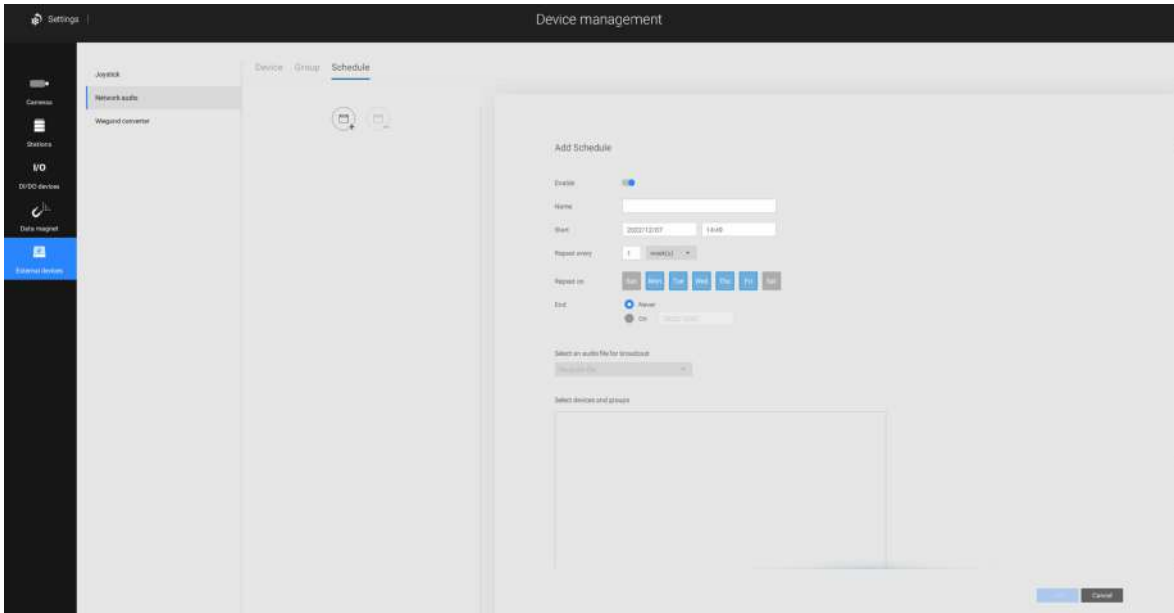 Settings
Device management
Cameras
Stations
I/O
DI/DO devices
Data magnet
External devices
Joystick
Network audio
Wiegand converter
Device Group Schedule
Add Schedule
Enable
Name
Start 2022/12/07 14:49
Repeat every 1 week(s)
Repeat on Sun Mon Tue Wed Thu Fri Sat
End Never
On
Select an audio file for broadcast
Select devices and groups
Cancel